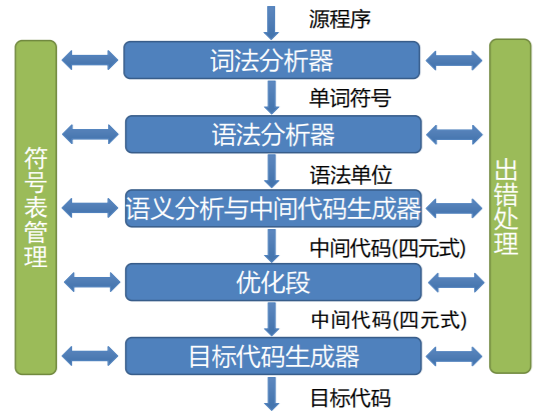 源程序
词法分析器
单词符号
语法分析器
语法单位
语义分析与中间代码生成器
中间代码(四元式)
优化段
中间代码(四元式)
目标代码生成器
目标代码
符号表管理
出错处理